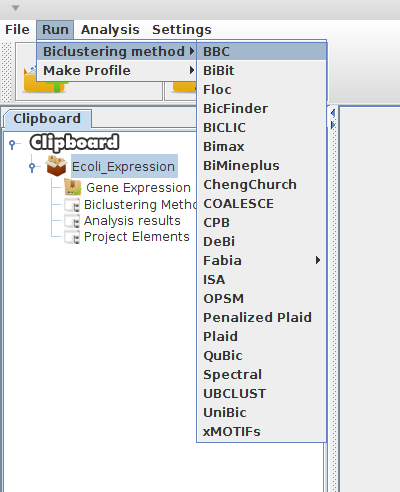 File Run Analysis Settings
Biclustering method
Make Profile
BBC
BiBit
Floc
BicFinder
BICLIC
Bimax
BiMineplus
ChengChurch
COALESCE
CPB
DeBi
Fabia
ISA
OPSM
Penalized Plaid
Plaid
QuBic
Spectral
UBCLUST
UniBic
xMOTIFs
Clipboard
Clipboard
Ecoli_Expression
Gene Expression
Biclustering Metho
Analysis results
Project Elements